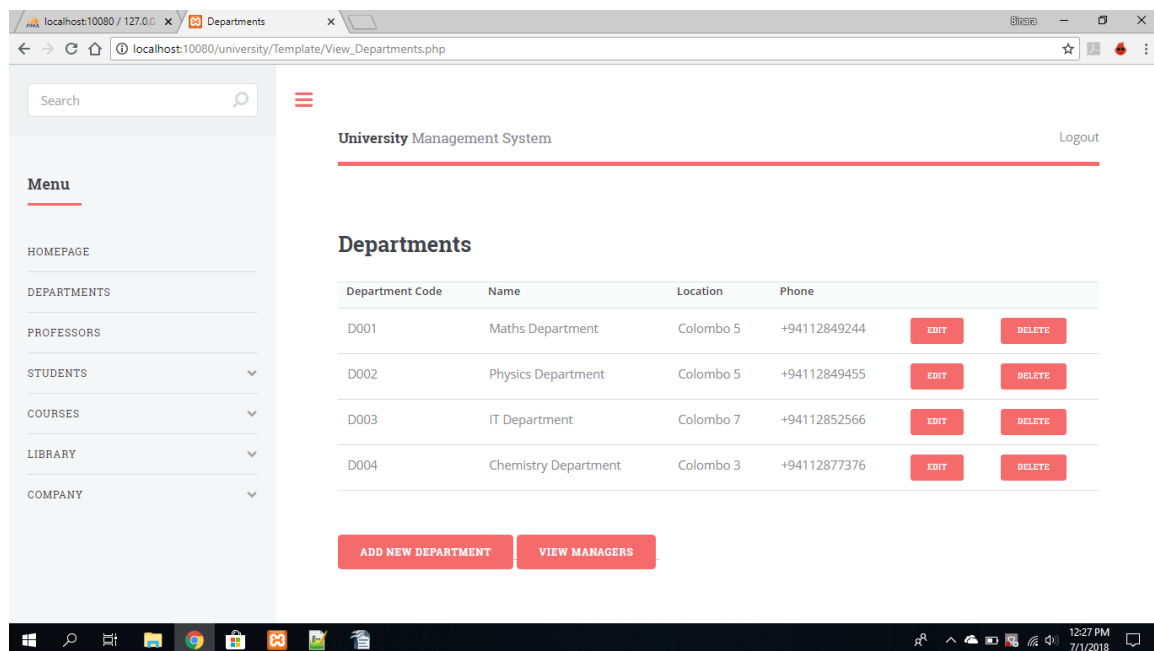 localhost:10080 / 127.0.0
Departments
Binara
localhost:10080/university/Template/View_Departments.php
Search
University Management System
Logout
Menu
HOMEPAGE
DEPARTMENTS
PROFESSORS
STUDENTS
COURSES
LIBRARY
COMPANY
Departments
Department Code Name Location Phone
D001 Maths Department Colombo 5 +94112849244 EDIT DELETE
D002 Physics Department Colombo 5 +94112849455 EDIT DELETE
D003 IT Department Colombo 7 +94112852566 EDIT DELETE
D004 Chemistry Department Colombo 3 +94112877376 EDIT DELETE
ADD NEW DEPARTMENT VIEW MANAGERS
12:27 PM
7/1/2018